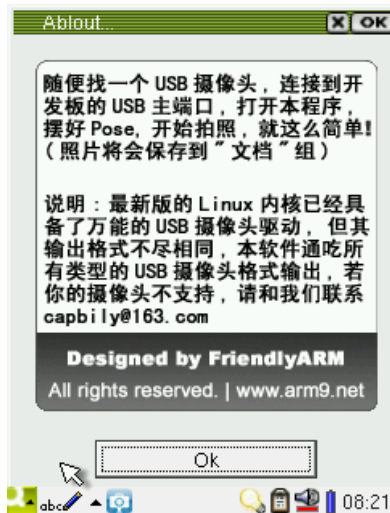 Ablout...
X OK
随便找一个 USB 摄像头，连接到开
发板的 USB 主端口，打开本程序，
摆好 Pose, 开始拍照，就这么简单!
(照片将会保存到"文档"组)
说明：最新版的 Linux 内核已经具
备了万能的 USB 摄像头驱动，但其
输出格式不尽相同，本软件通吃所
有类型的 USB 摄像头格式输出，若
你的摄像头不支持，请和我们联系
capbily@163.com
Designed by FriendlyARM
All rights reserved. | www.arm9.net
Ok
abc 08:21